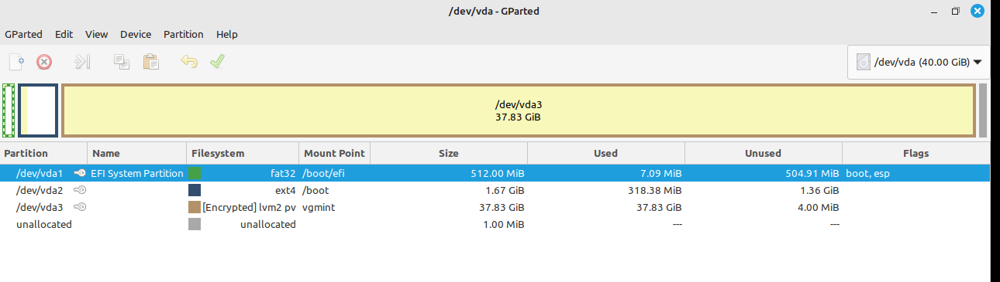 /dev/vda - GParted
GParted Edit View Device Partition Help
/dev/vda (40.00 GiB)
/dev/vda3
37.83 GiB
Partition Name Filesystem Mount Point Size Used Unused Flags
/dev/vda1 EFI System Partition fat32 /boot/efi 512.00 MiB 7.09 MiB 504.91 MiB boot, esp
/dev/vda2 ext4 /boot 1.67 GiB 318.38 MiB 1.36 GiB
/dev/vda3 [Encrypted] lvm2 pv vgmint 37.83 GiB 37.83 GiB 4.00 MiB
unallocated unallocated 1.00 MiB --- ---